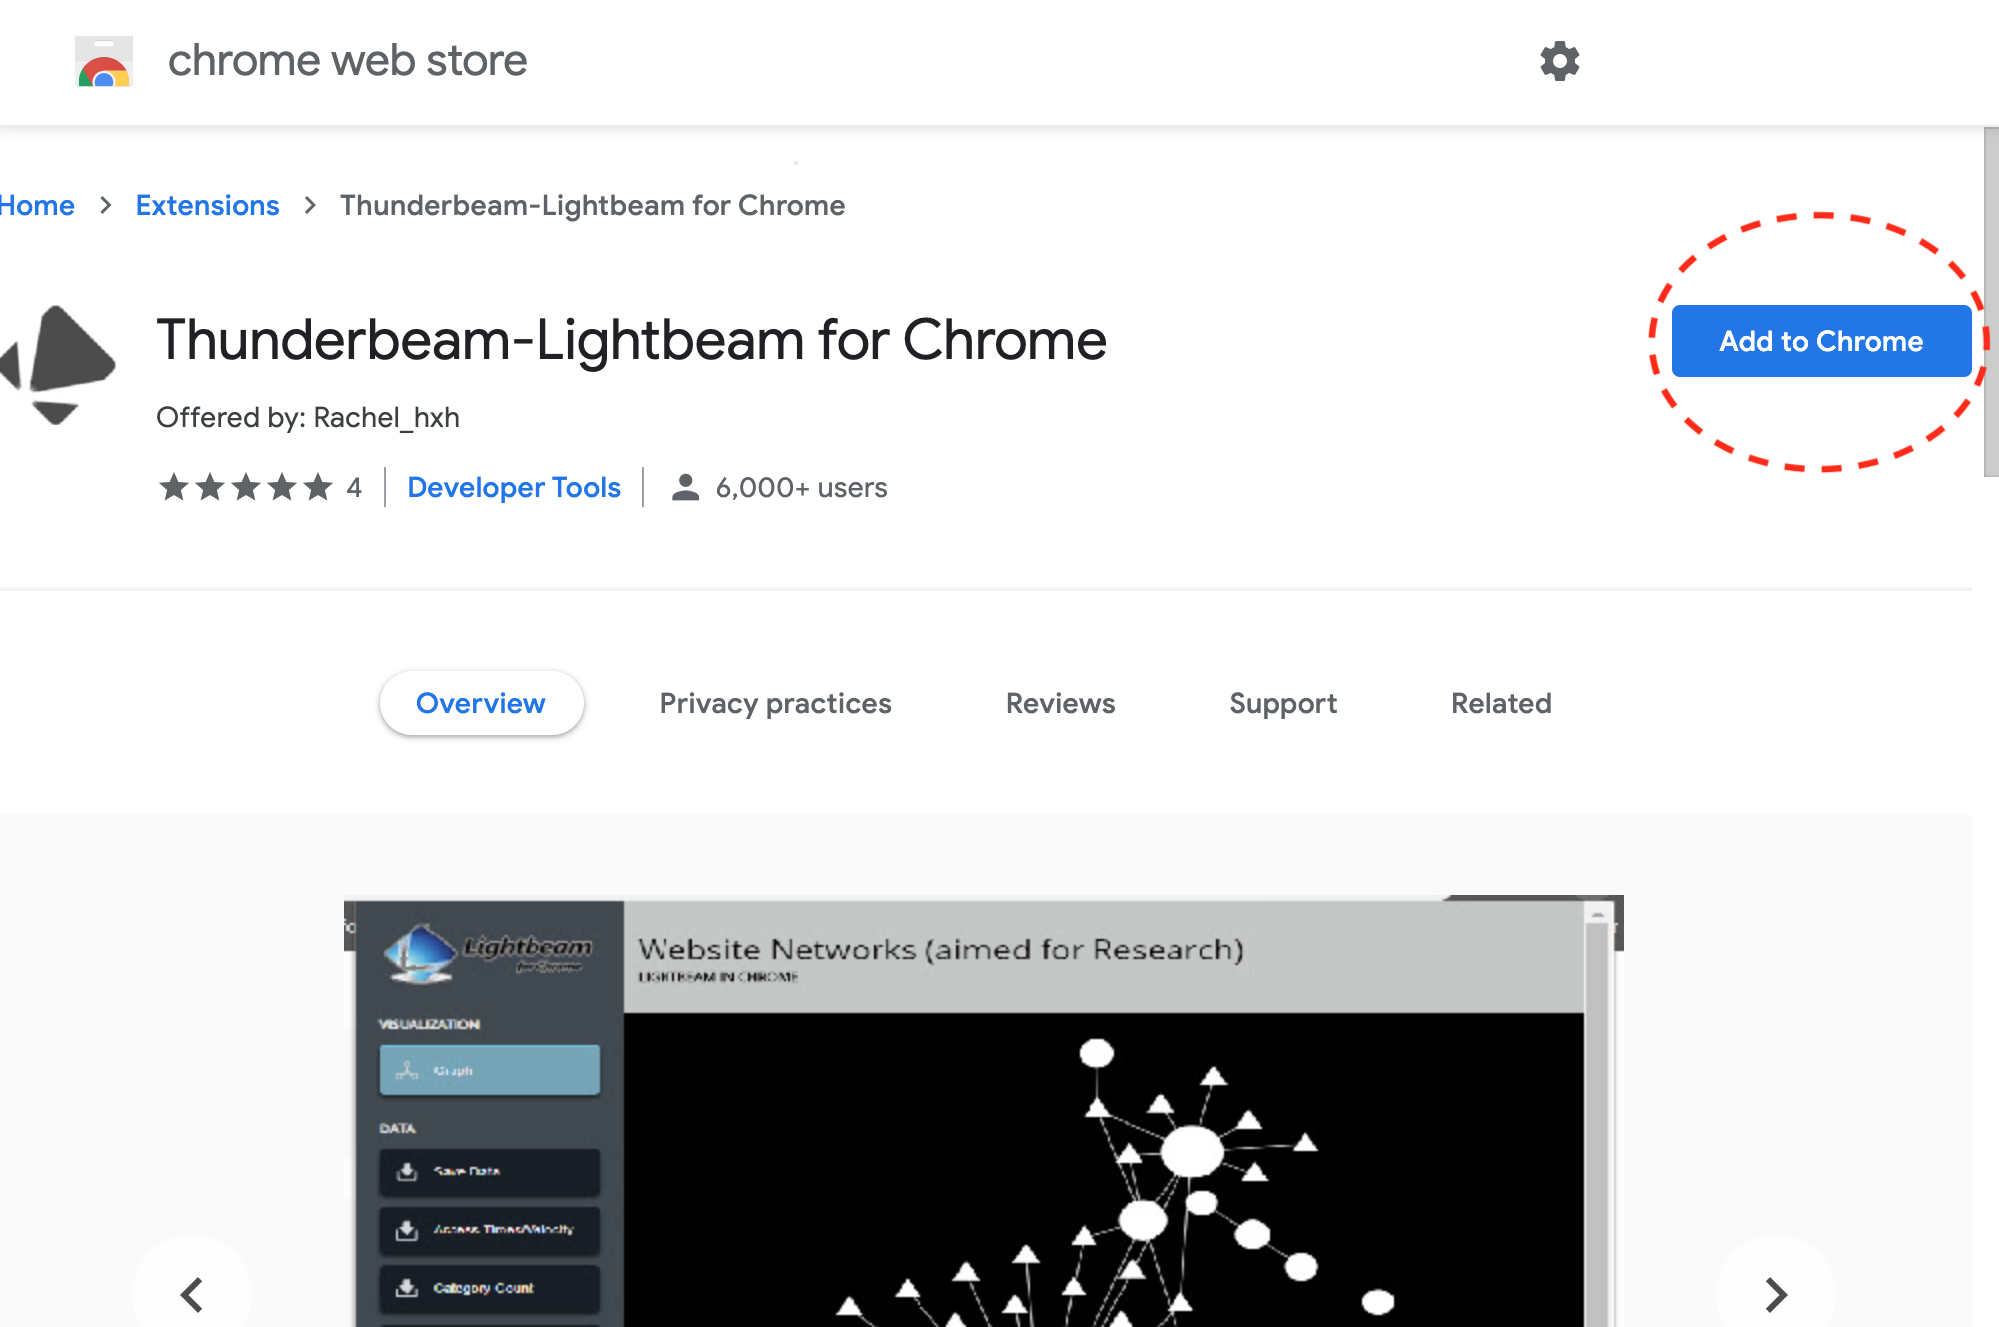 chrome web store
Home > Extensions > Thunderbeam-Lightbeam for Chrome
Thunderbeam-Lightbeam for Chrome
Add to Chrome
Offered by: Rachel_hxh
★★★★★ 4 Developer Tools 6,000+ users
Overview Privacy practices Reviews Support Related
Lightbeam
for Chrome
Website Networks (aimed for Research)
LIGHTBEAM IN CHROME
VISUALIZATION
Graph
DATA
Save Data
Access Times/Velocity
Category Count